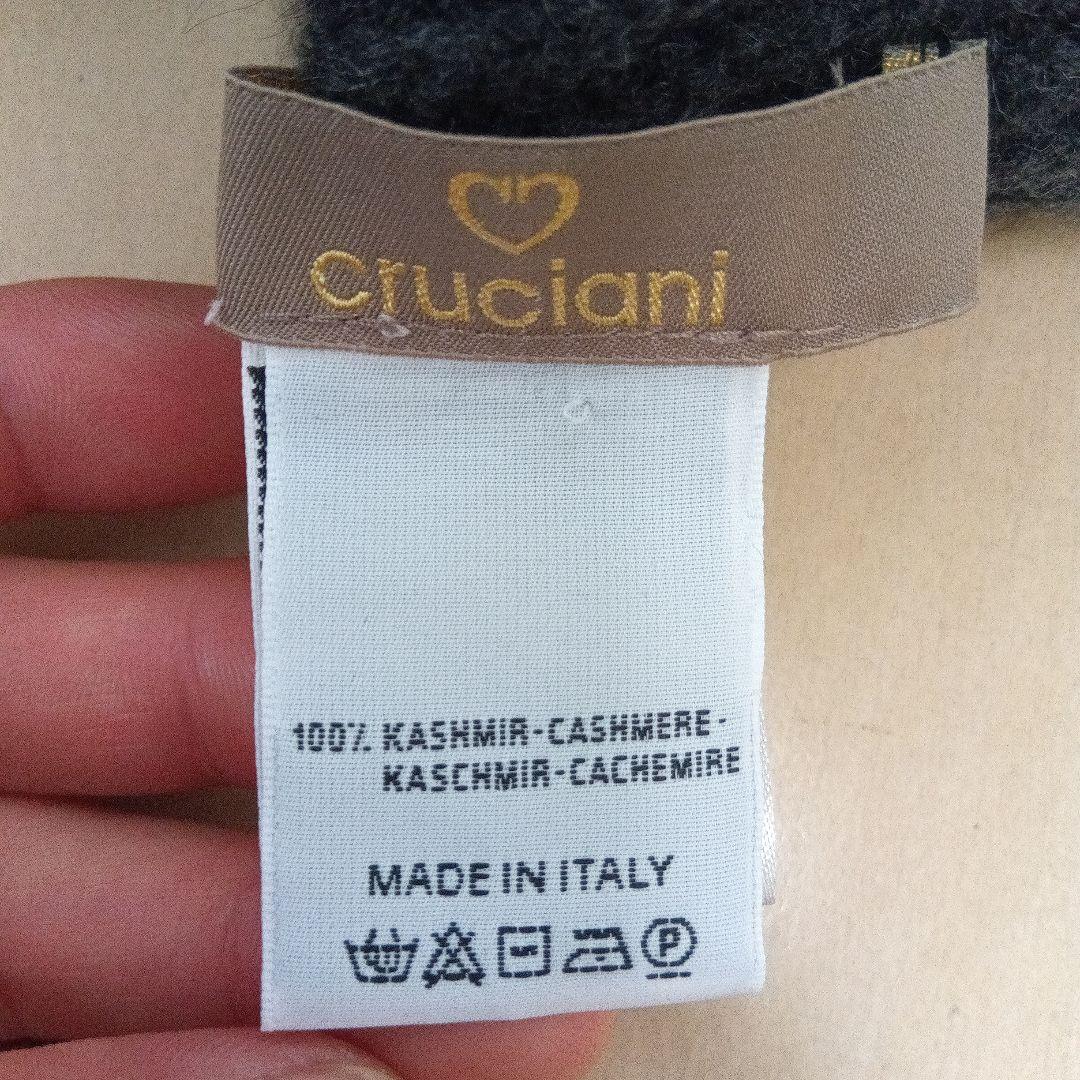 cruciani
100% KASHMIR-CASHMERE-
KASCHMIR-CACHEMIRE
MADE IN ITALY
P